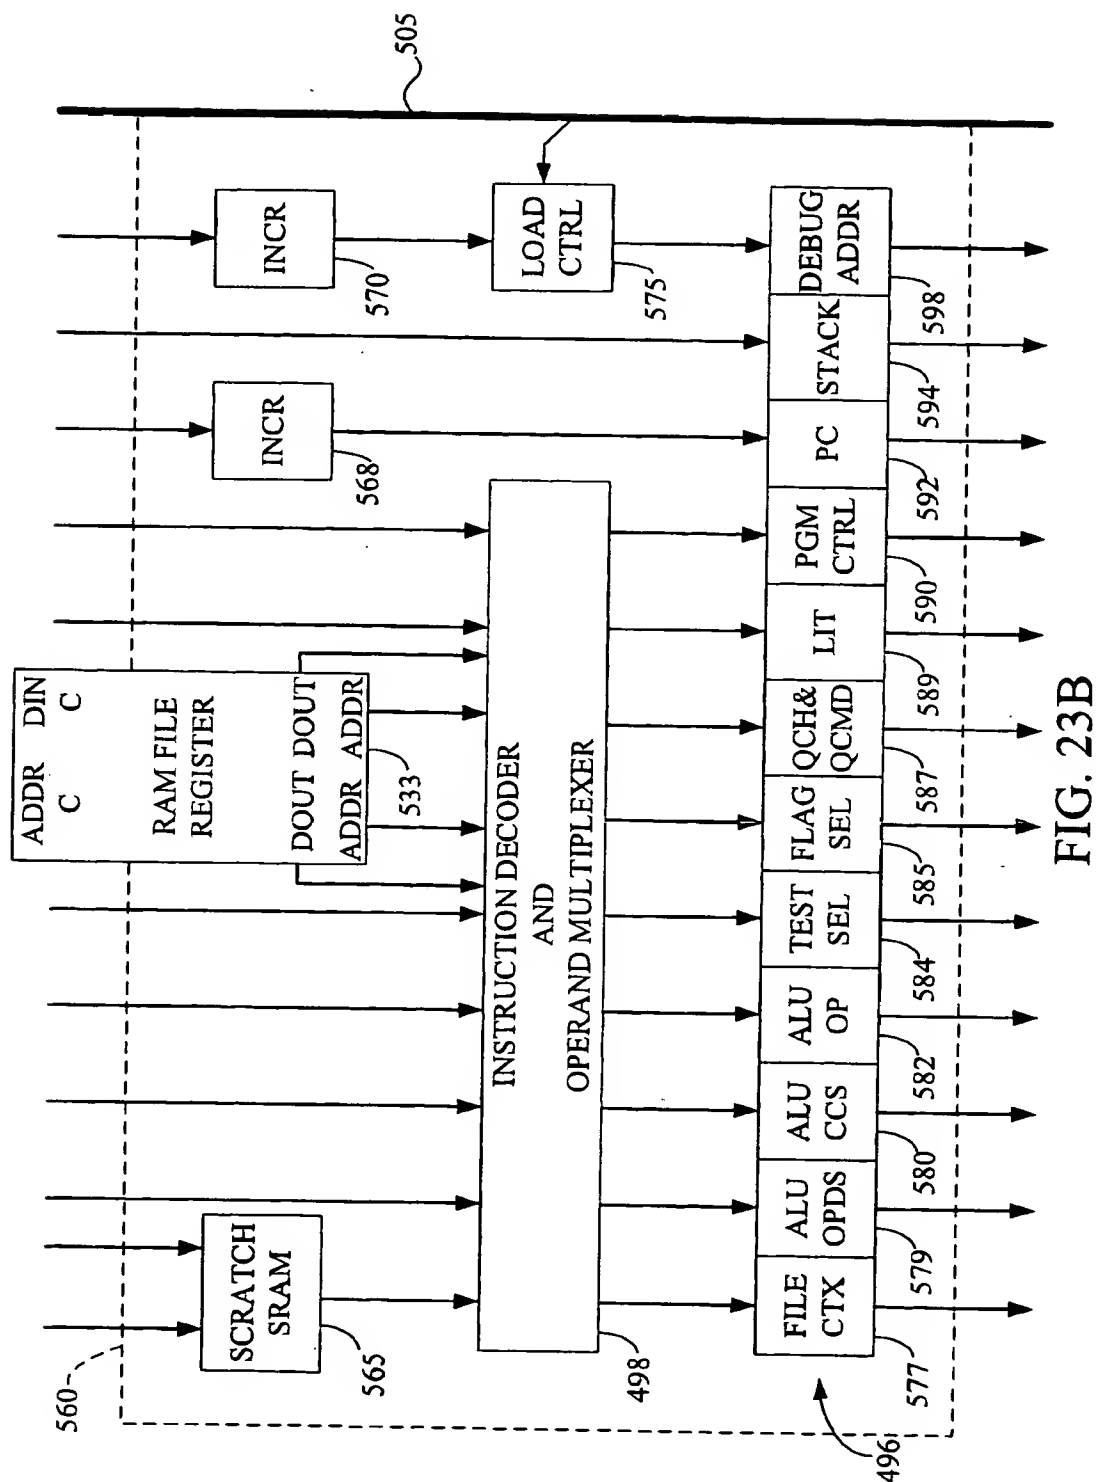 505
560
ADDR DIN
C C
RAM FILE
REGISTER
DOUT DOUT
ADDR ADDR
533
SCRATCH
SRAM
565
INCR
568
INCR
570
LOAD
CTRL
575
INSTRUCTION DECODER
AND
OPERAND MULTIPLEXER
498
FILE
CTX
577
ALU
OPDS
579
ALU
CCS
580
ALU
OP
582
TEST
SEL
584
FLAG
SEL
585
QCH&
QCMD
587
LIT
589
PGM
CTRL
590
PC
592
STACK
594
DEBUG
ADDR
598
496
FIG. 23B